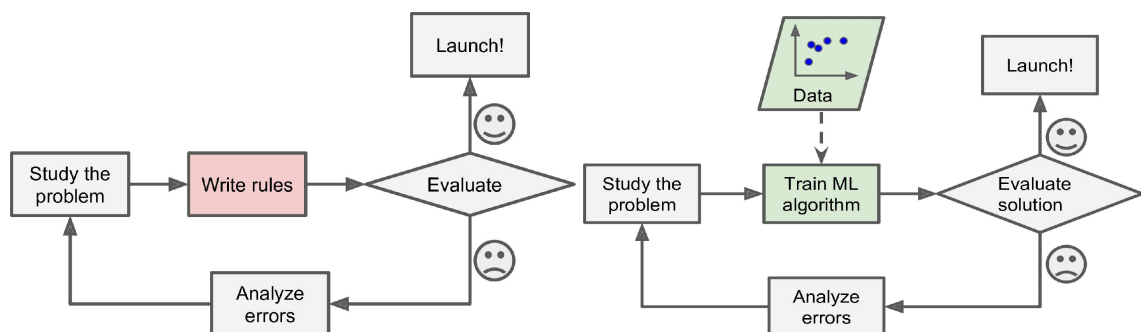 Launch!
Study the
problem
Write rules
Evaluate
Analyze
errors
Data
Launch!
Study the
problem
Train ML
algorithm
Evaluate
solution
Analyze
errors